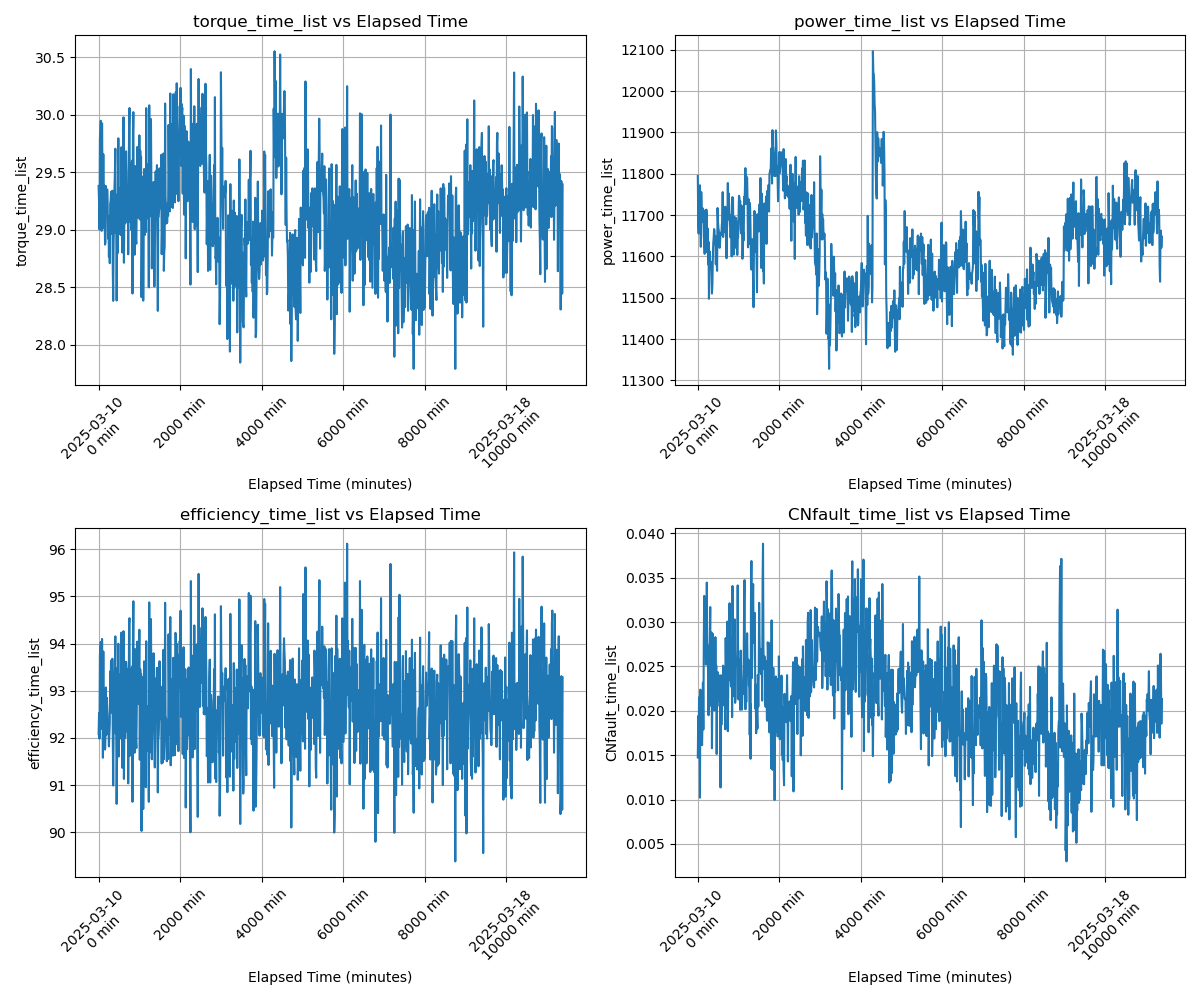 torque_time_list vs Elapsed Time
30.5
30.0
29.5
29.0
28.5
28.0
torque_time_list
2025-03-10
0 min
2000 min
4000 min
6000 min
8000 min
2025-03-18
10000 min
Elapsed Time (minutes)
power_time_list vs Elapsed Time
12100
12000
11900
11800
11700
11600
11500
11400
11300
power_time_list
2025-03-10
0 min
2000 min
4000 min
6000 min
8000 min
2025-03-18
10000 min
Elapsed Time (minutes)
efficiency_time_list vs Elapsed Time
96
95
94
93
92
91
90
efficiency_time_list
2025-03-10
0 min
2000 min
4000 min
6000 min
8000 min
2025-03-18
10000 min
Elapsed Time (minutes)
CNfault_time_list vs Elapsed Time
0.040
0.035
0.030
0.025
0.020
0.015
0.010
0.005
CNfault_time_list
2025-03-10
0 min
2000 min
4000 min
6000 min
8000 min
2025-03-18
10000 min
Elapsed Time (minutes)